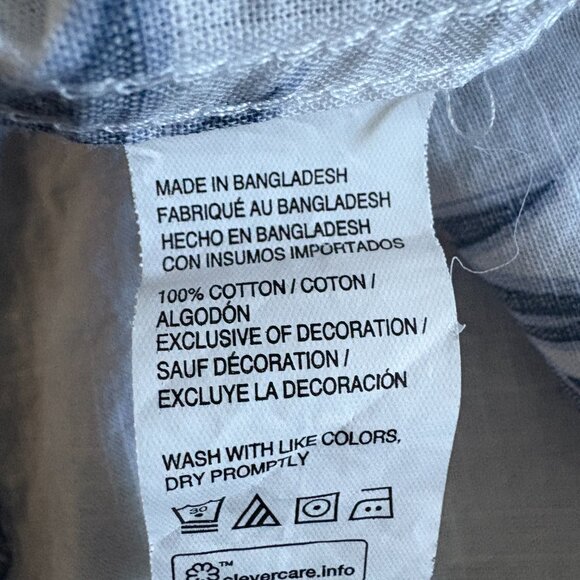 MADE IN BANGLADESH
FABRIQUÉ AU BANGLADESH
HECHO EN BANGLADESH
CON INSUMOS IMPORTADOS
100% COTTON / COTON /
ALGODÓN
EXCLUSIVE OF DECORATION /
SAUF DÉCORATION /
EXCLUYE LA DECORACIÓN
WASH WITH LIKE COLORS,
DRY PROMPTLY
30
™
clevercare.info